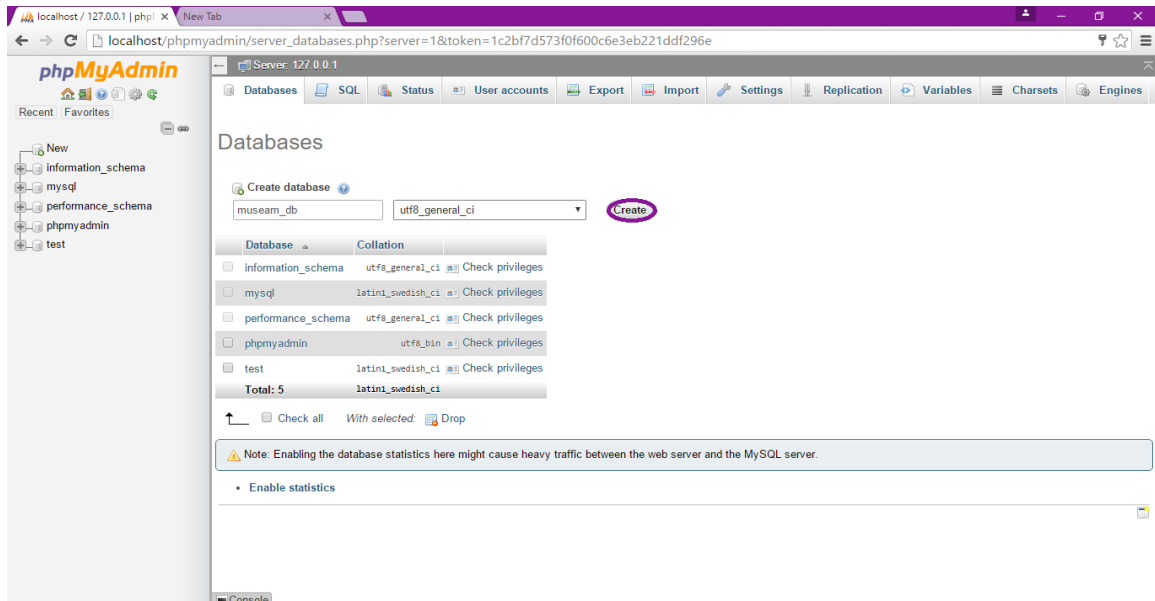 localhost / 127.0.0.1 | phpl
New Tab
localhost/phpmyadmin/server_databases.php?server=1&token=1c2bf7d573f0f600c6e3eb221ddf296e
phpMyAdmin
Recent Favorites
New
information_schema
mysql
performance_schema
phpmyadmin
test
Server: 127.0.0.1
Databases SQL Status User accounts Export Import Settings Replication Variables Charsets Engines
Databases
Create database
museam_db utf8_general_ci Create
Database Collation
information_schema utf8_general_ci Check privileges
mysql latin1_swedish_ci Check privileges
performance_schema utf8_general_ci Check privileges
phpmyadmin utf8_bin Check privileges
test latin1_swedish_ci Check privileges
Total: 5 latin1_swedish_ci
Check all With selected: Drop
Note: Enabling the database statistics here might cause heavy traffic between the web server and the MySQL server.
Enable statistics
Console